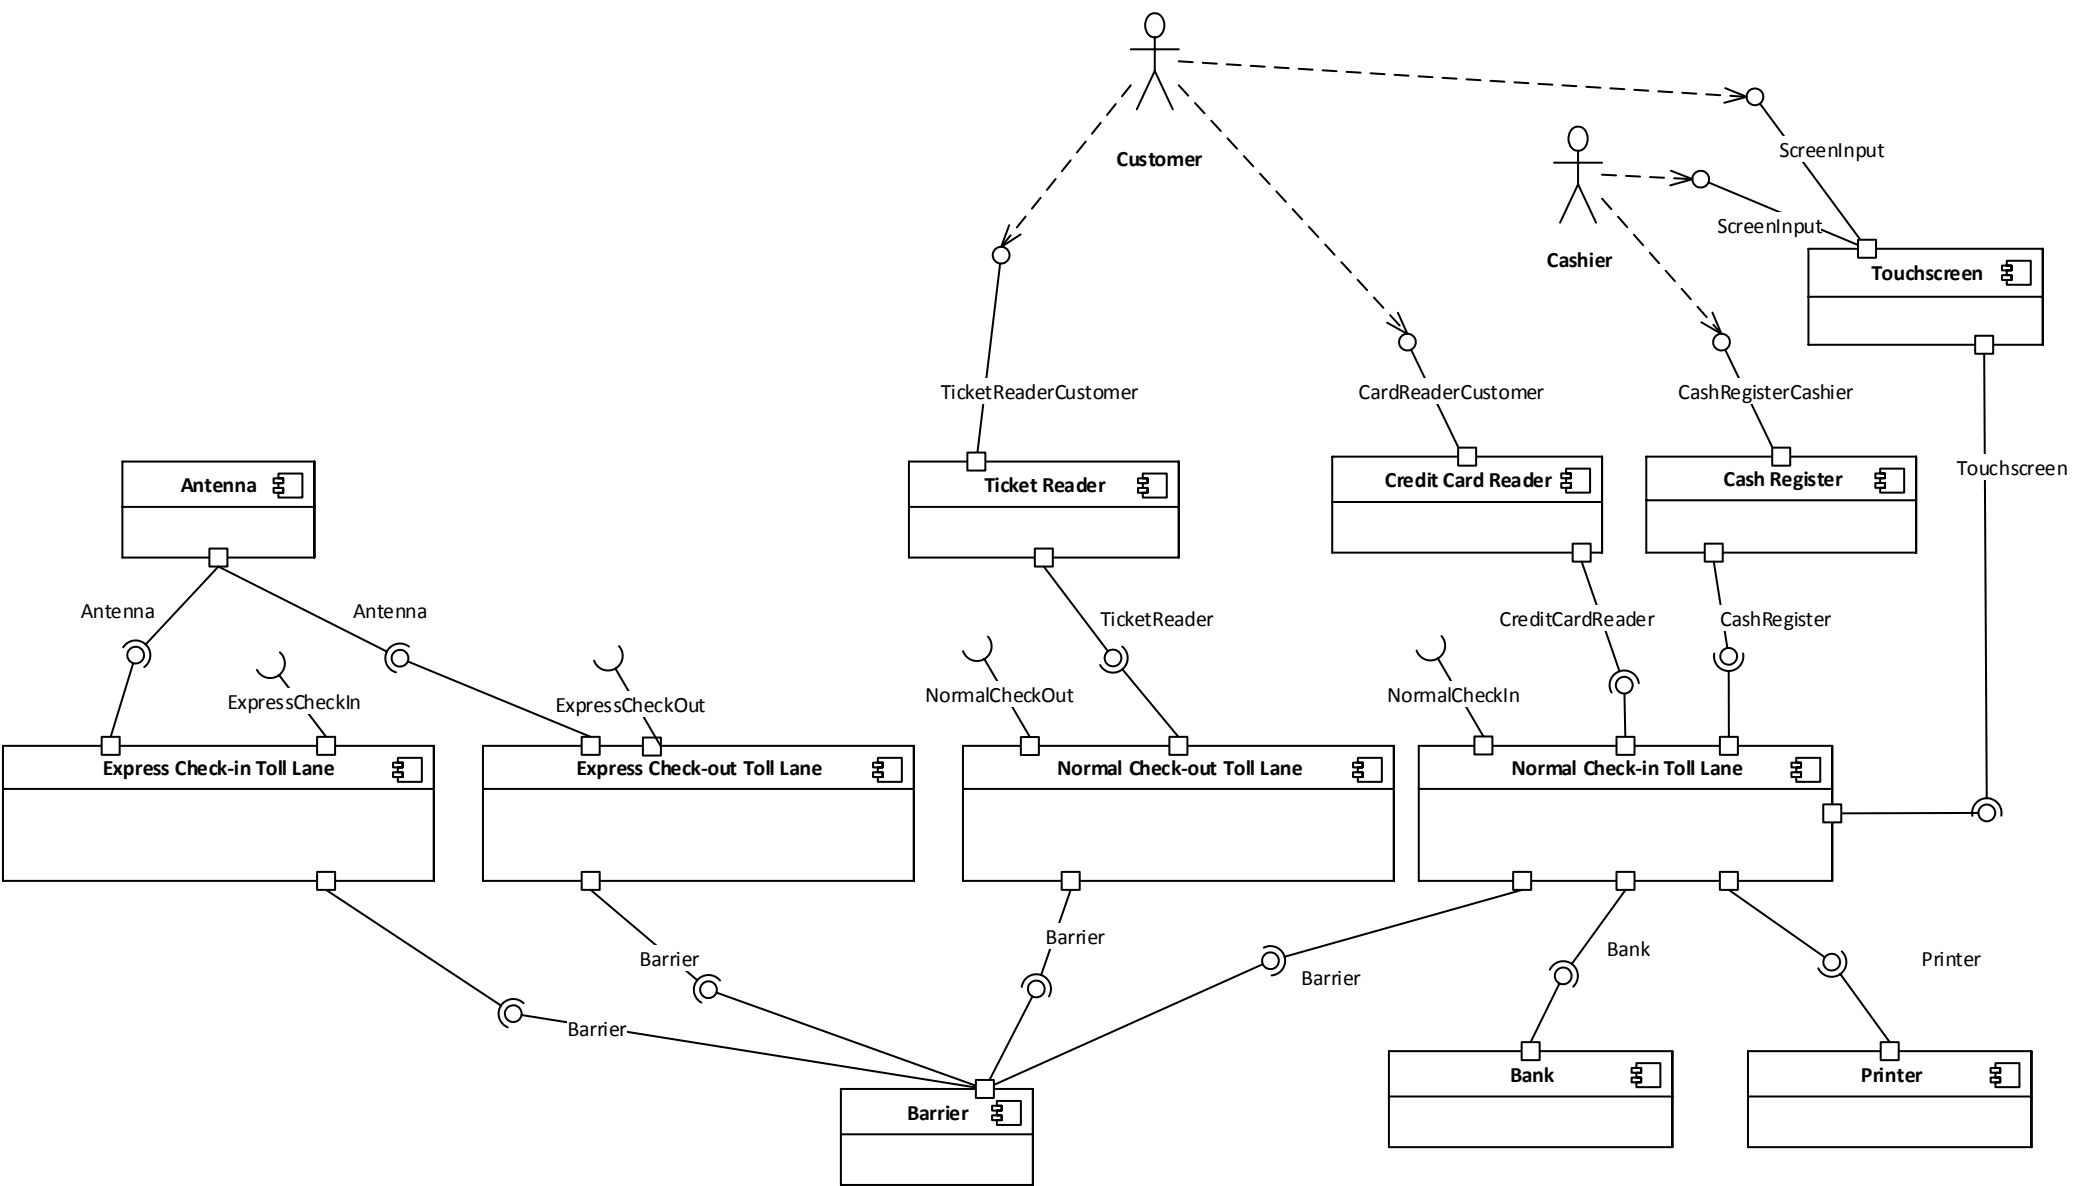 ScreenInput
Customer
ScreenInput
Cashier
Touchscreen
TicketReaderCustomer
CardReaderCustomer
CashRegisterCashier
Touchscreen
Antenna
Ticket Reader
Credit Card Reader
Cash Register
Antenna
Antenna
TicketReader
CreditCardReader
CashRegister
ExpressCheckIn
ExpressCheckOut
NormalCheckOut
NormalCheckIn
Express Check-in Toll Lane
Express Check-out Toll Lane
Normal Check-out Toll Lane
Normal Check-in Toll Lane
Barrier
Barrier
Bank
Printer
Barrier
Barrier
Bank
Printer
Barrier